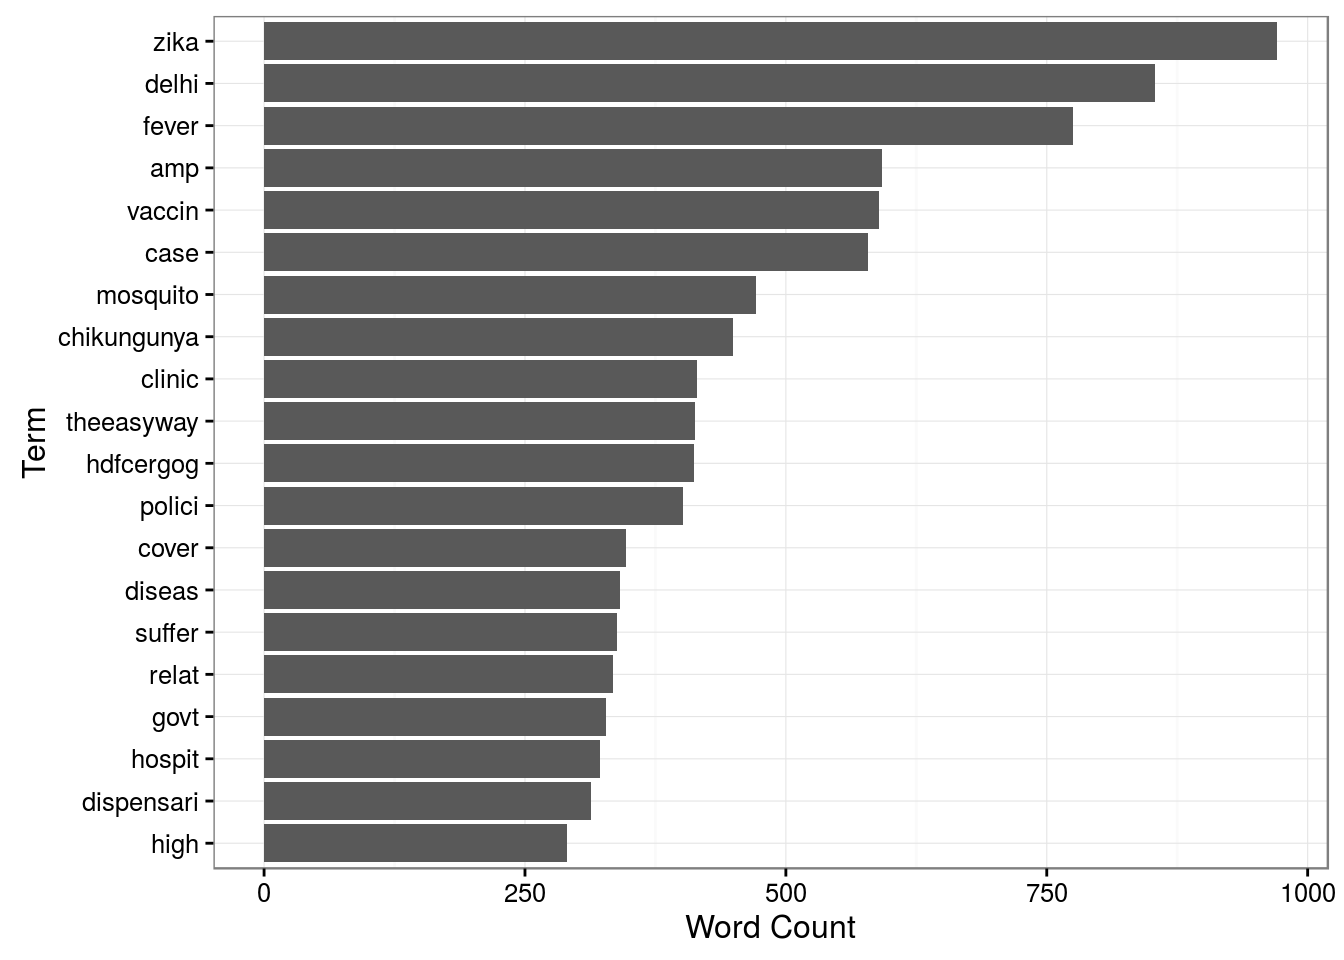 zika
delhi
fever
amp
vaccin
case
mosquito
chikungunya
clinic
theeasyway
hdfcergog
polici
cover
diseas
suffer
relat
govt
hospit
dispensari
high
Term
0 250 500 750 1000
Word Count